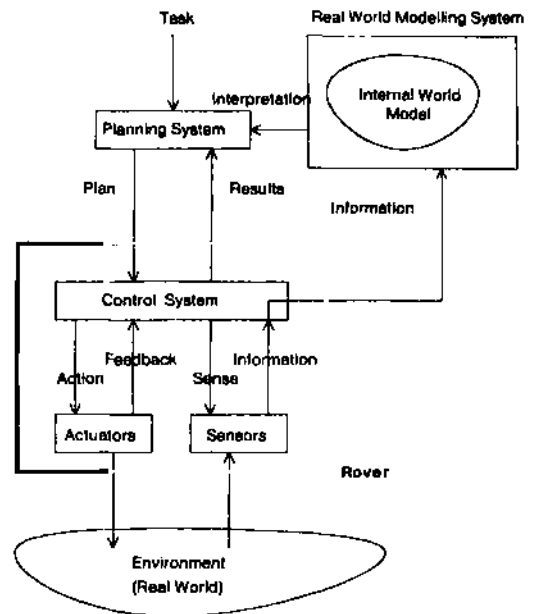 Task
Real World Modelling System
Interpretation
Internal World
Model
Planning System
Plan
Results
Information
Control System
Feedback
Information
Action
Sense
Actuators
Sensors
Rover
Environment
(Real World)